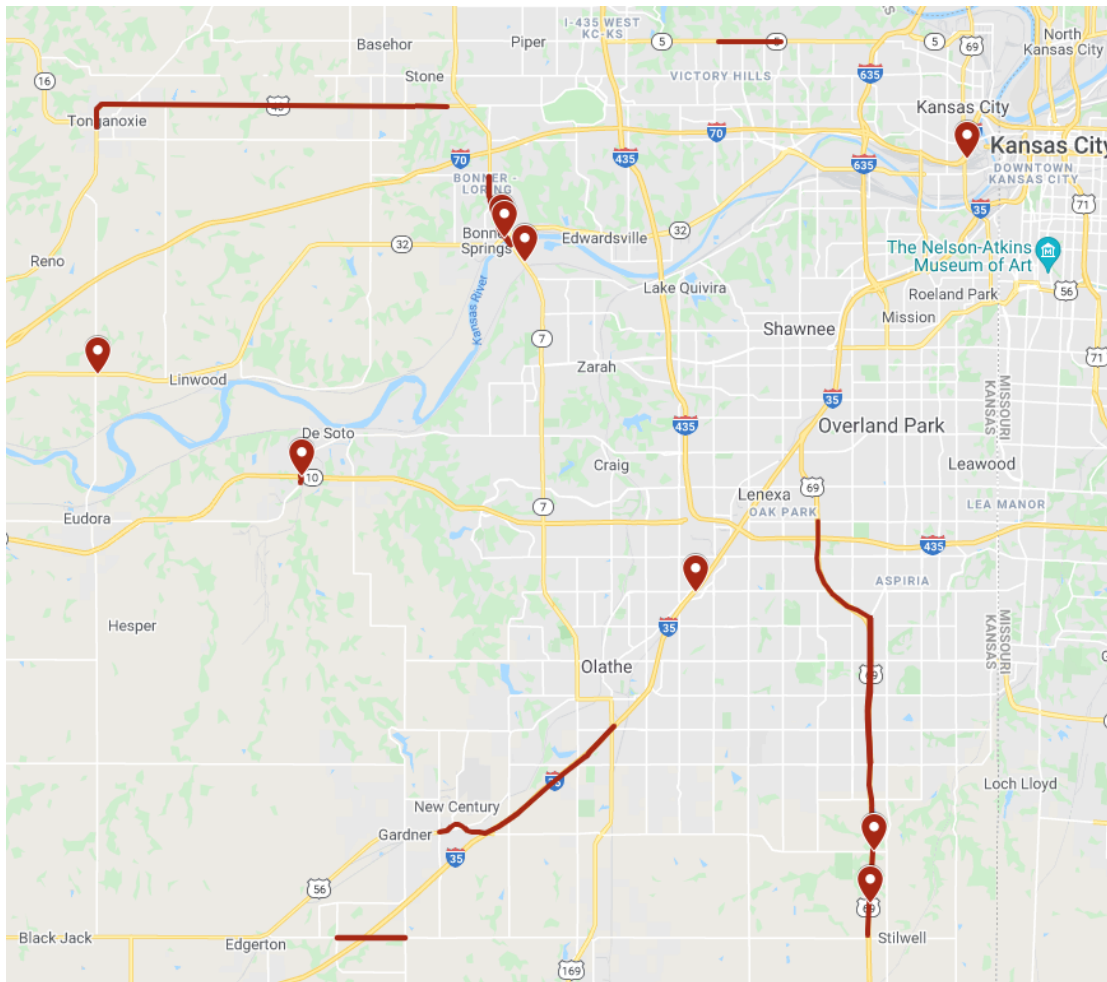 I-435 WEST
KC-KS
Basehor
Piper
5
5
5
69
North
Kansas City
Stone
16
VICTORY HILLS
635
40
Tonganoxie
Kansas City
70
70
435
635
Kansas City
DOWNTOWN
KANSAS CITY
BONNER -
LORING
71
35
32
Bonner
Springs
Edwardsville
32
Reno
The Nelson-Atkins
Museum of Art
Lake Quivira
56
Roeland Park
Kansas River
Mission
Shawnee
7
71
Zarah
Linwood
MISSOURI
KANSAS
35
435
Overland Park
De Soto
Craig
Leawood
10
69
Lenexa
OAK PARK
LEA MANOR
7
Eudora
435
ASPIRIA
Hesper
35
MISSOURI
KANSAS
Olathe
69
35
Loch Lloyd
New Century
Gardner
35
56
69
Black Jack
Edgerton
Stilwell
169